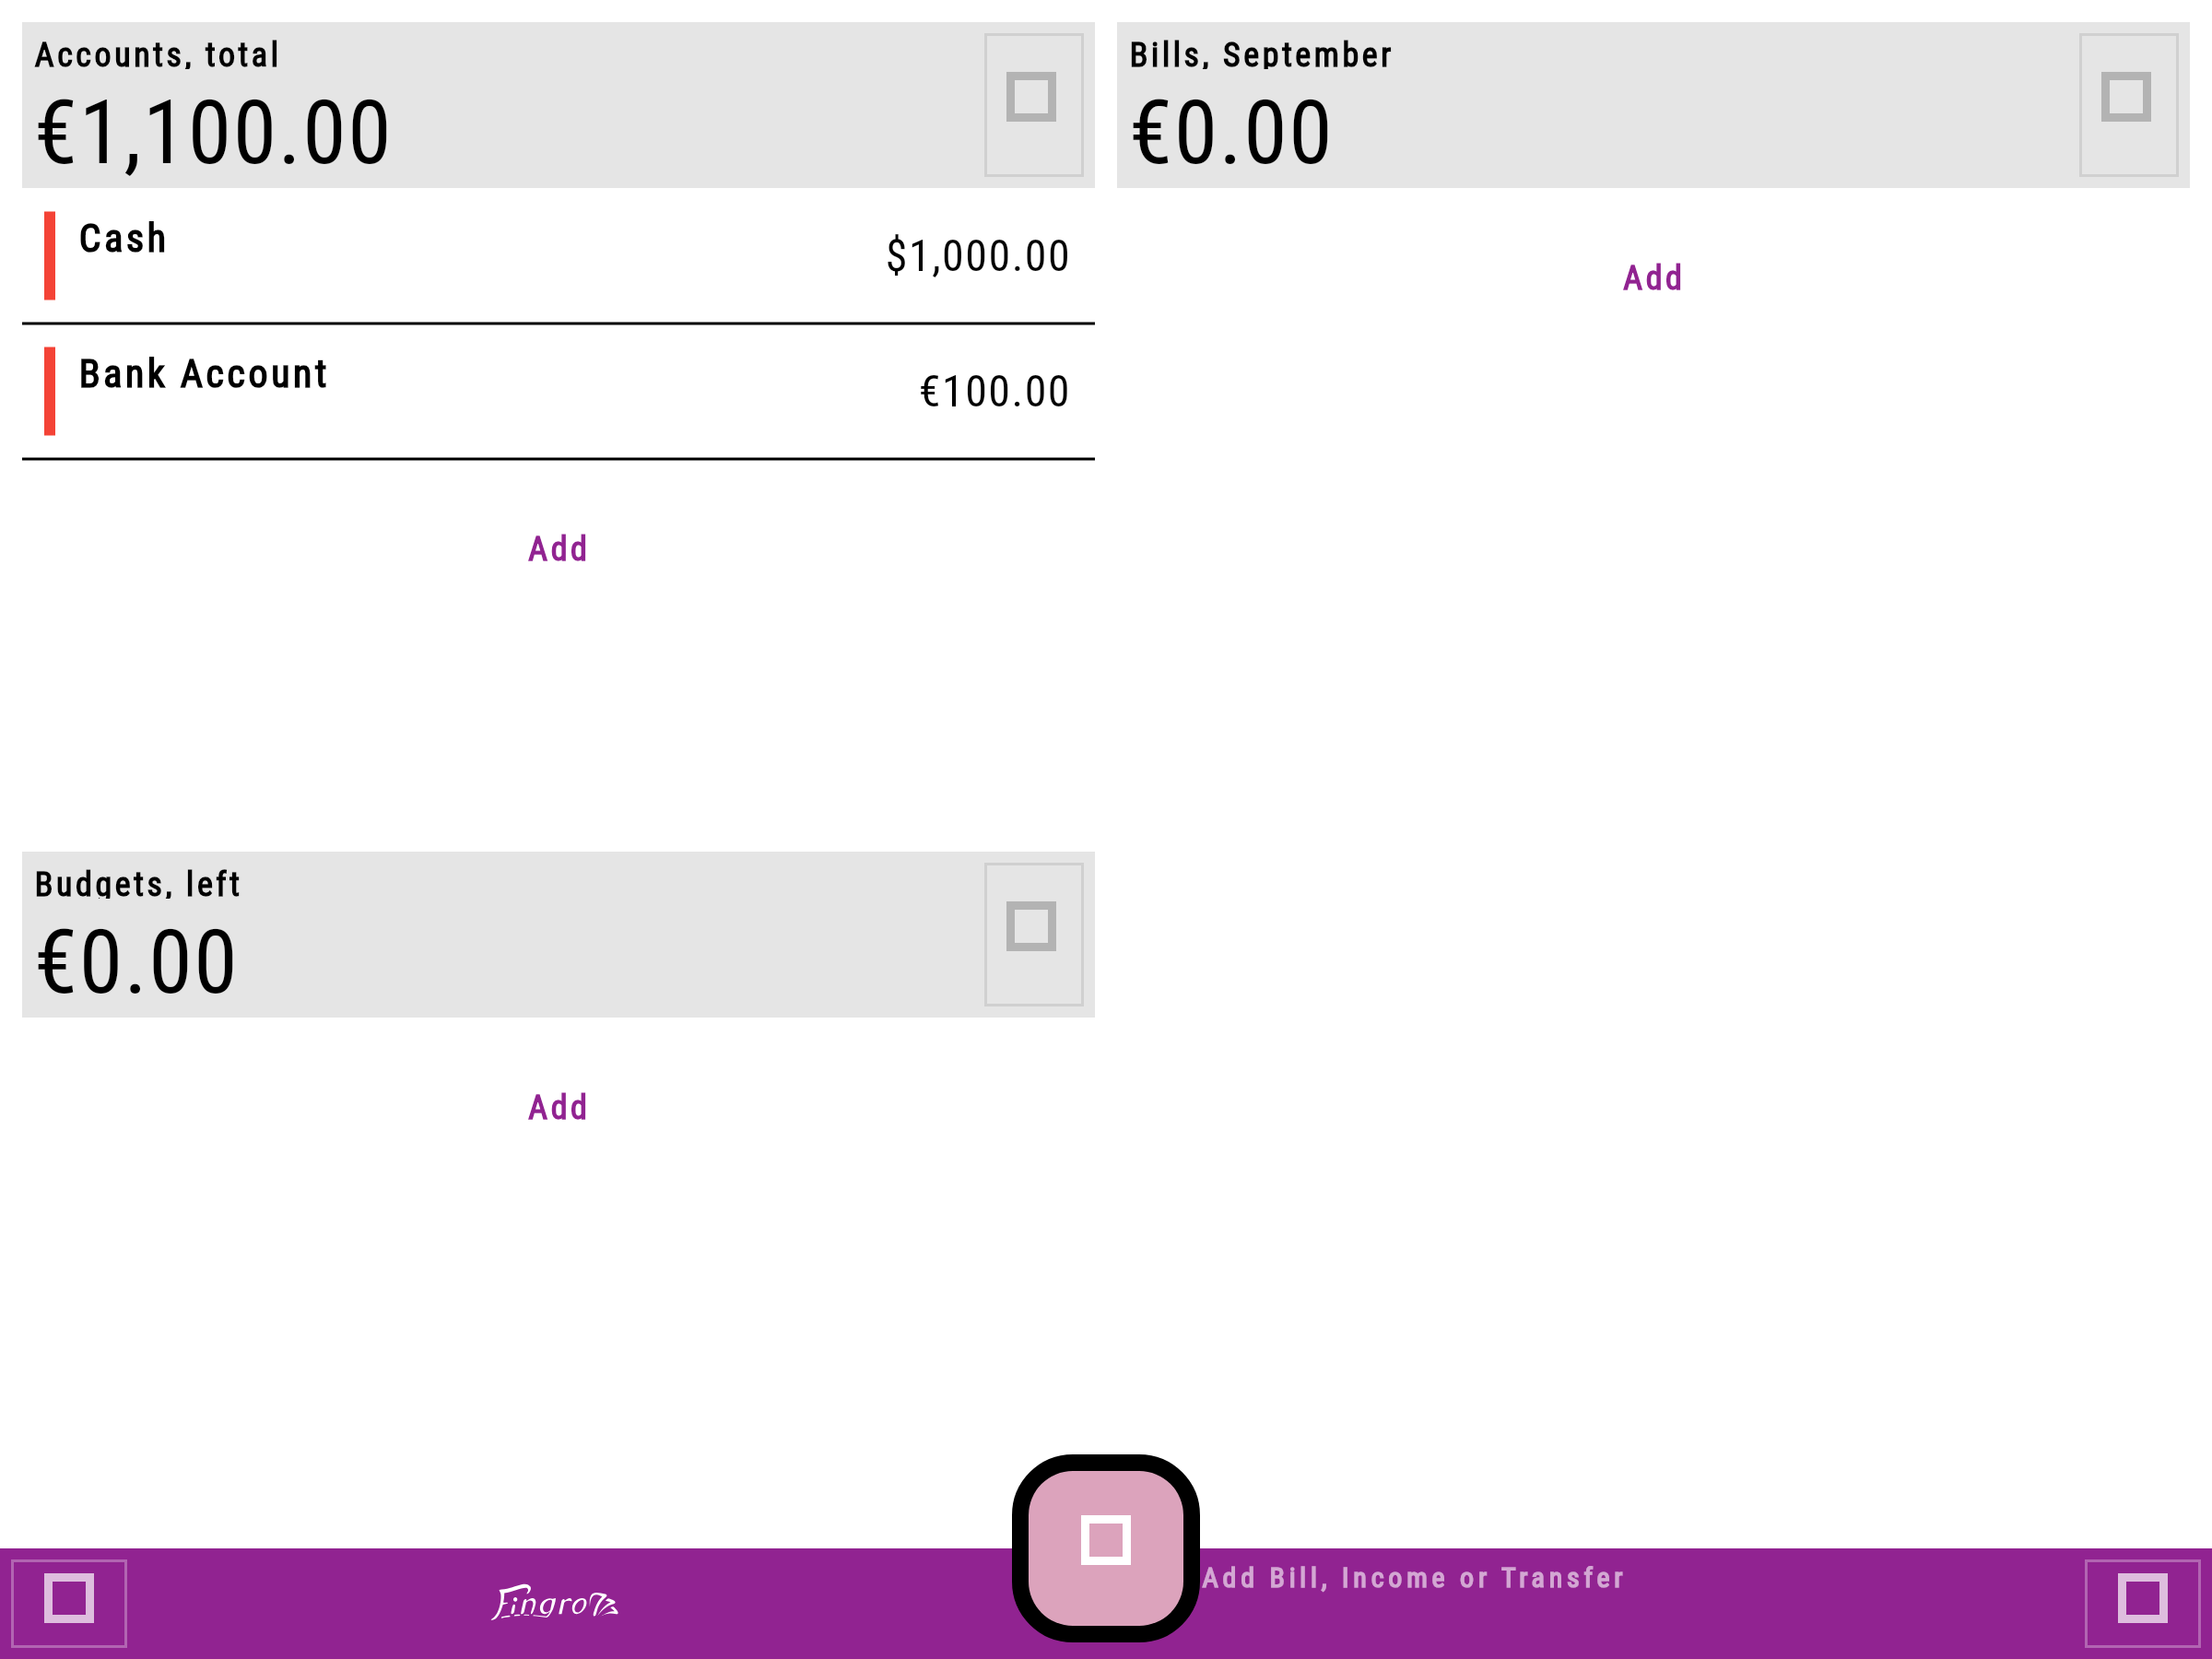 Accounts, total
€1,100.00
Cash
$1,000.00
Bank Account
€100.00
Add
Bills, September
€0.00
Add
Budgets, left
€0.00
Add
Add Bill, Income or Transfer